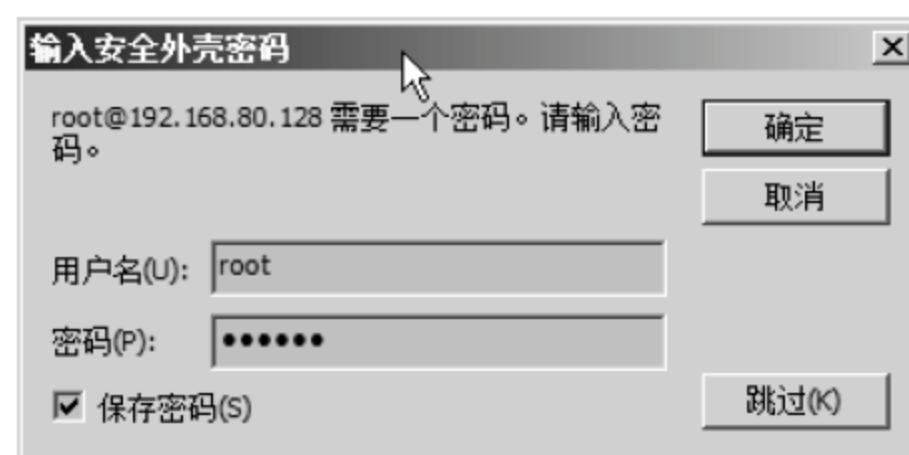 输入安全外壳密码
root@192.168.80.128 需要一个密码。请输入密
码。
确定
取消
用户名(U): root
密码(P): ●●●●●●
保存密码(S)
跳过(K)